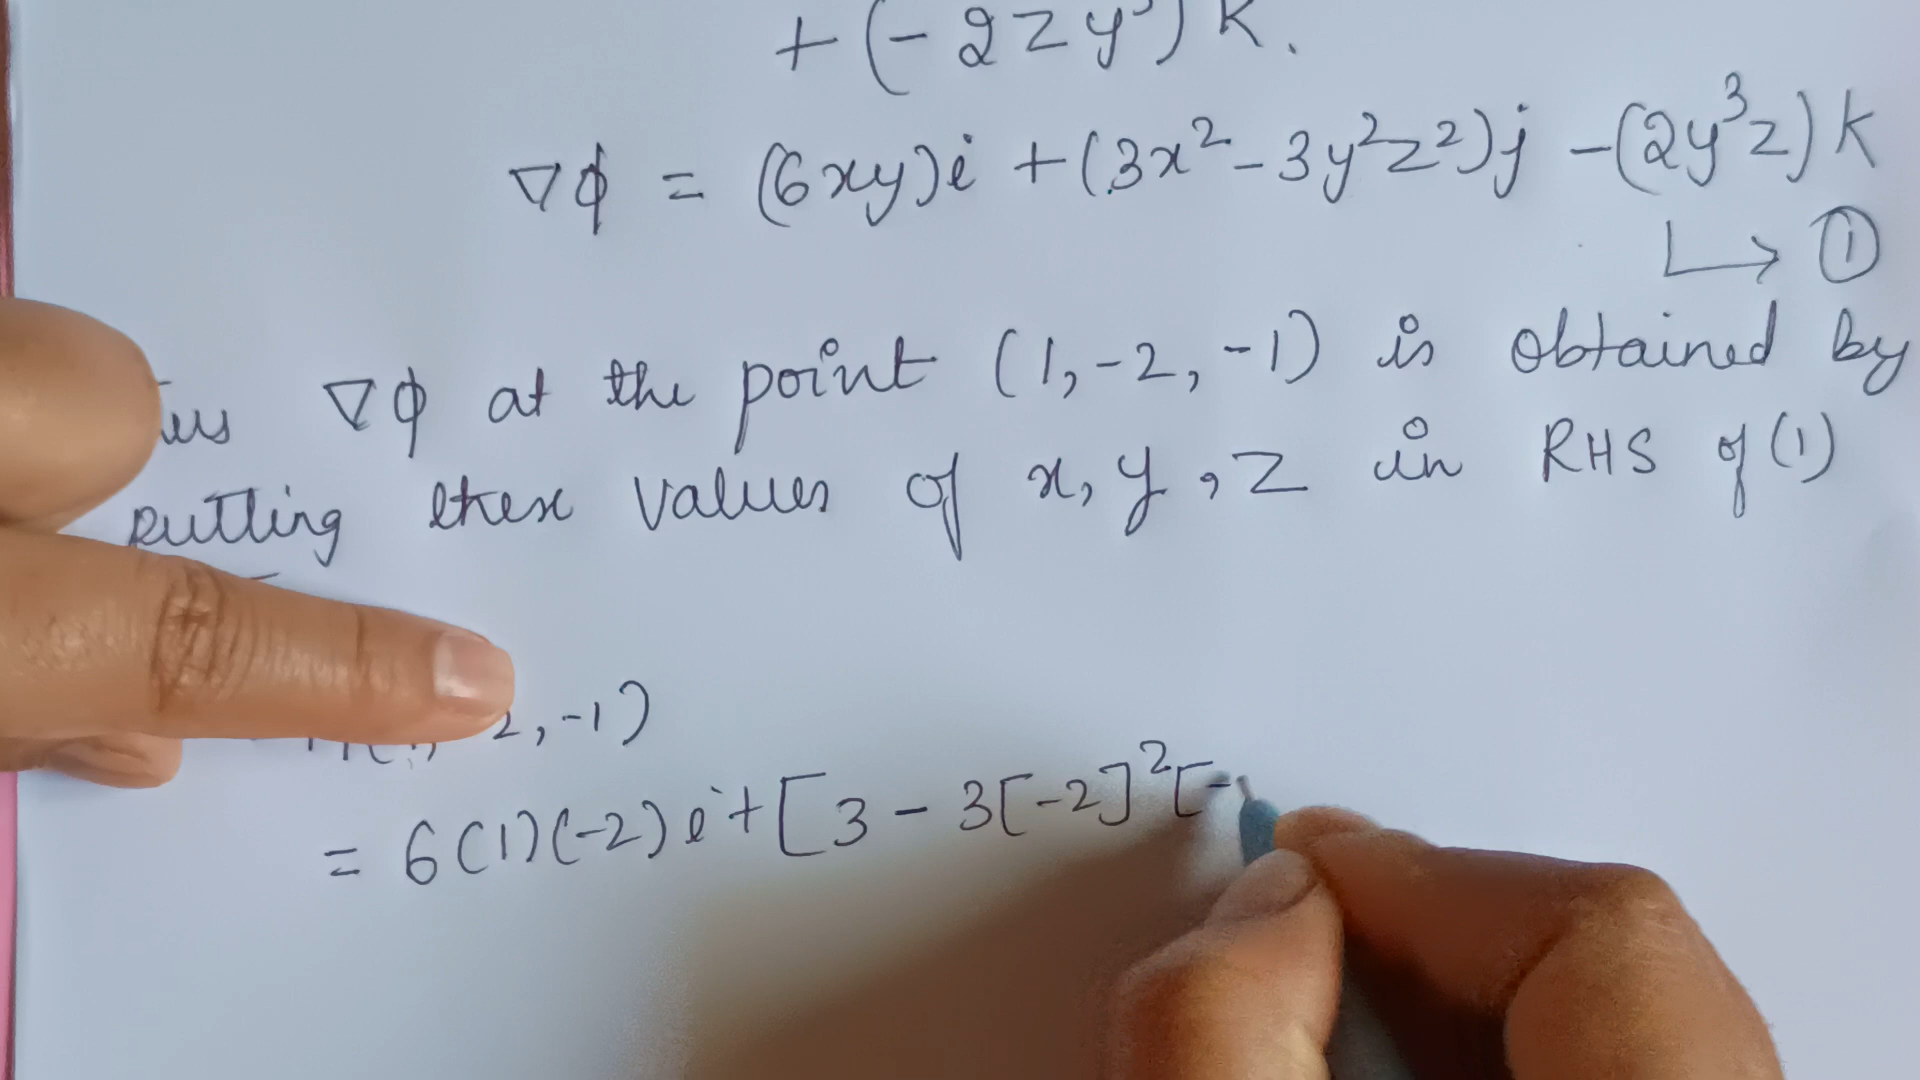 + (- 2zy³) k.
∇ϕ = (6xy)i + (3x² - 3y²z²)j - (2y³z)k
↳ ①
∇ϕ at the point (1, -2, -1) is obtained by
putting these values of x, y, z in RHS of (1)
2, -1)
= 6(1)(-2)i + [3 - 3[-2]² [-